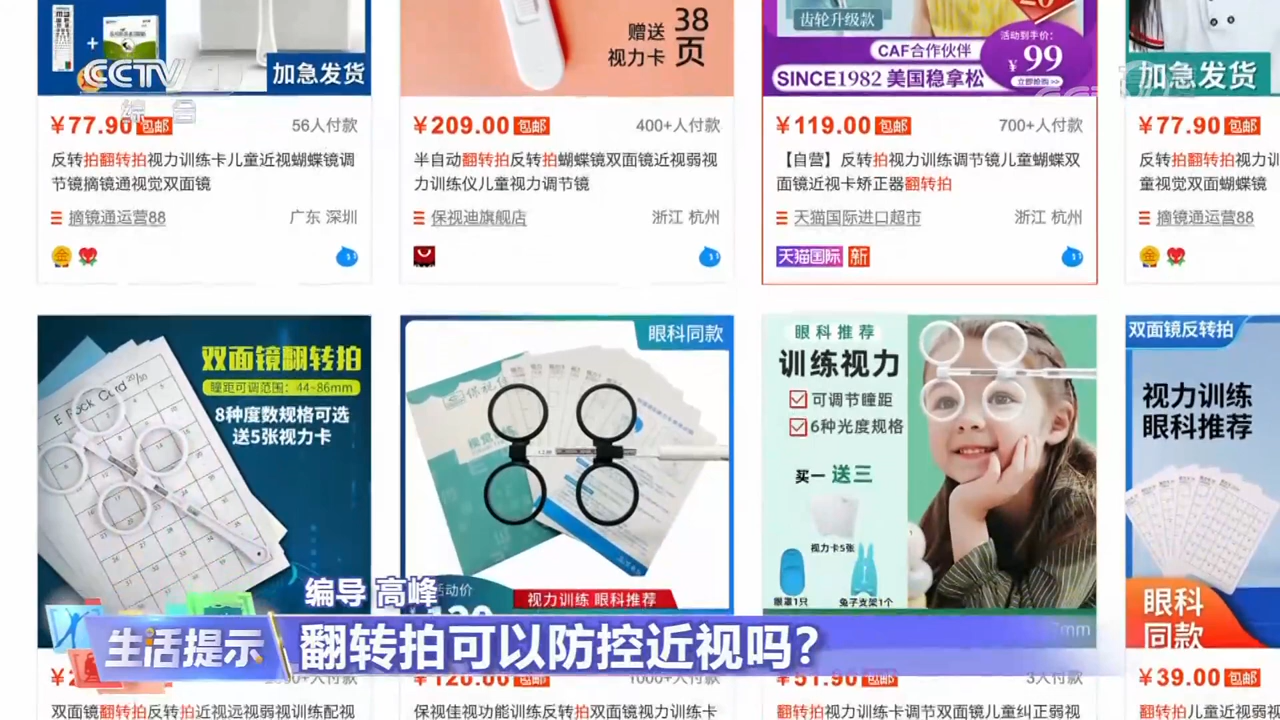 +
加急发货
CCTV
综合
赠送
视力卡
38
页
齿轮升级款
CAF合作伙伴
SINCE1982 美国稳拿松
活动到手价:
¥99
立即抢购>>
加急发货
¥77.90 包邮
56人付款
反转拍翻转拍视力训练卡儿童近视蝴蝶镜调
节镜摘镜通视觉双面镜
摘镜通运营88
广东 深圳
¥209.00 包邮
400+人付款
半自动翻转拍反转拍蝴蝶镜双面镜近视弱视
力训练仪儿童视力调节镜
保视迪旗舰店
浙江 杭州
¥119.00 包邮
700+人付款
【自营】反转拍视力训练调节镜儿童蝴蝶双
面镜近视卡矫正器翻转拍
天猫国际进口超市
浙江 杭州
天猫国际 新
¥77.90 包邮
反转拍翻转拍视力训
童视觉双面蝴蝶镜
摘镜通运营88
双面镜翻转拍
瞳距可调范围：44~86mm
8种度数规格可选
送5张视力卡
眼科同款
视力训练 眼科推荐
眼科推荐
训练视力
可调节瞳距
6种光度规格
买一 送三
视力卡5张
眼罩1只
兔子支架1个
双面镜反转拍
视力训练
眼科推荐
眼科
同款
编导 高峰
生活提示
翻转拍可以防控近视吗？
1000+人付款
3人付款
¥51.90 包邮
¥39.00 包邮
双面镜翻转拍反转拍近视远视弱视训练配视
保视佳视功能训练反转拍双面镜视力训练卡
翻转拍视力训练卡调节双面镜儿童纠正弱视
翻转拍儿童近视弱视